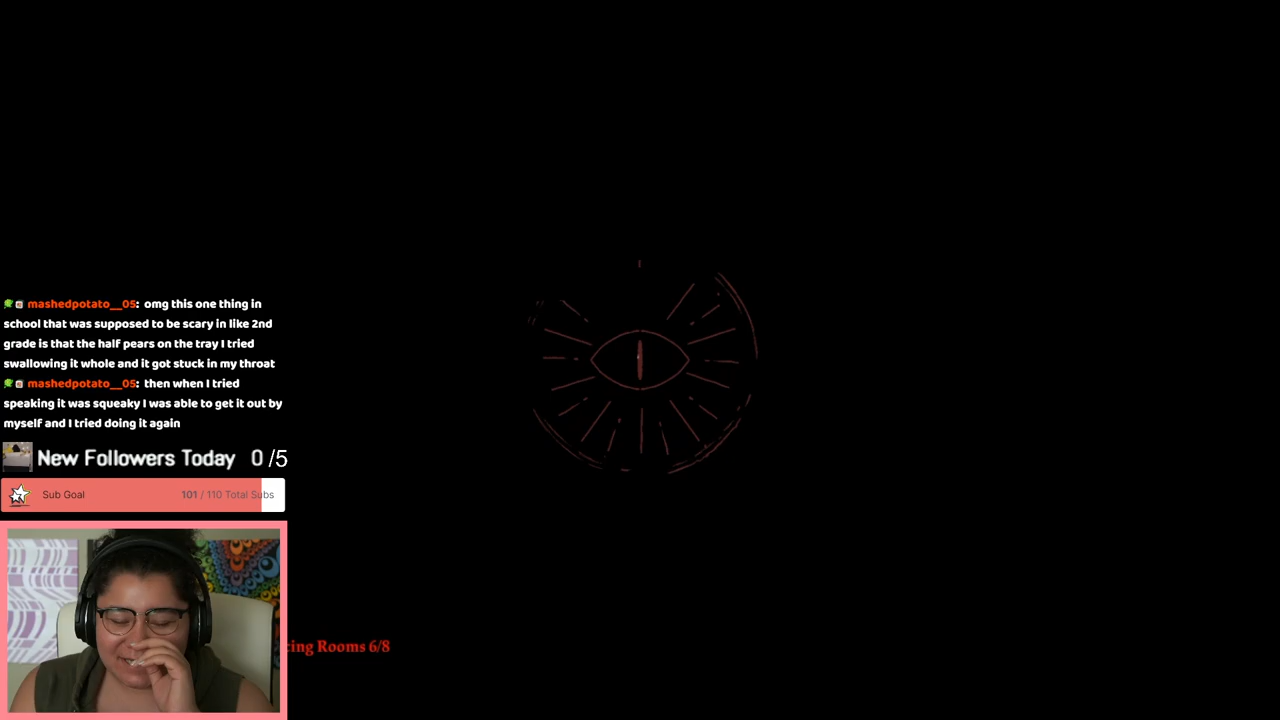 mashedpotato__05: omg this one thing in
school that was supposed to be scary in like 2nd
grade is that the half pears on the tray I tried
swallowing it whole and it got stuck in my throat
mashedpotato__05: then when I tried
speaking it was squeaky I was able to get it out by
myself and I tried doing it again
New Followers Today 0 /5
Sub Goal 101 / 110 Total Subs
Rooms 6/8